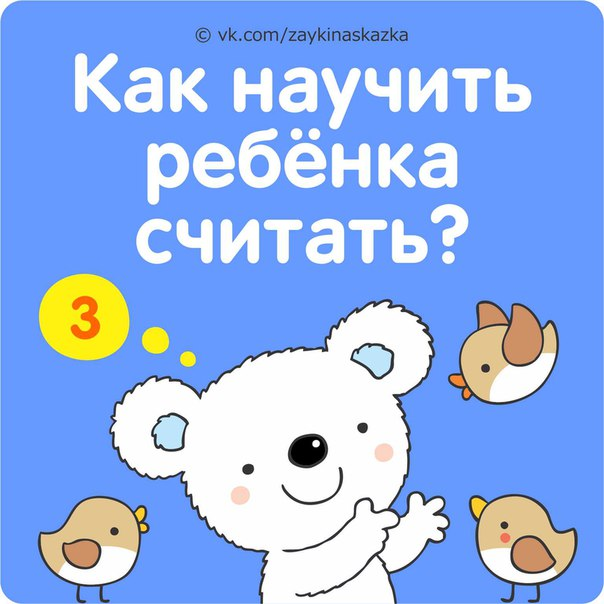 © vk.com/zaykinaskazka
Как научить
ребёнка
считать?
3